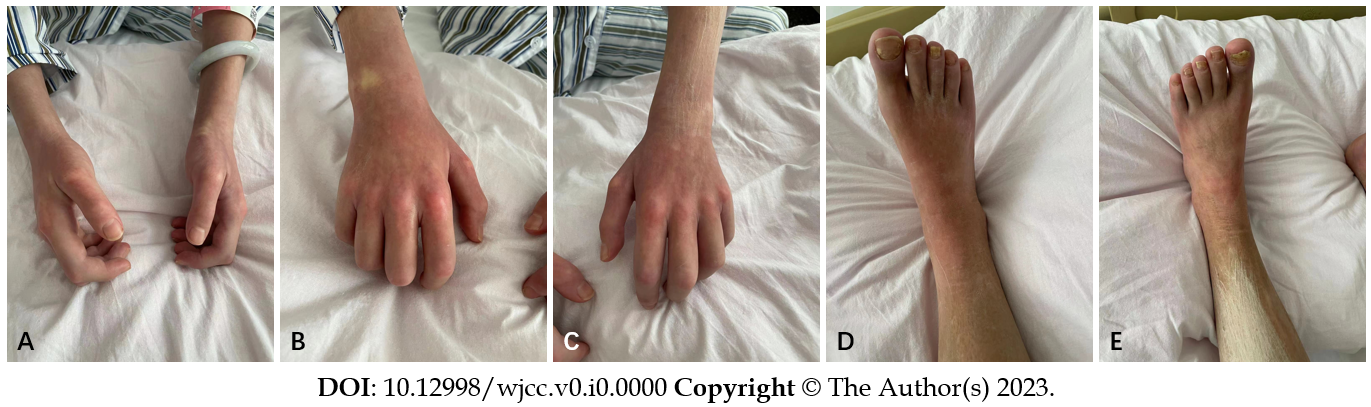 A
B
C
D
E
DOI: 10.12998/wjcc.v0.i0.0000 Copyright © The Author(s) 2023.